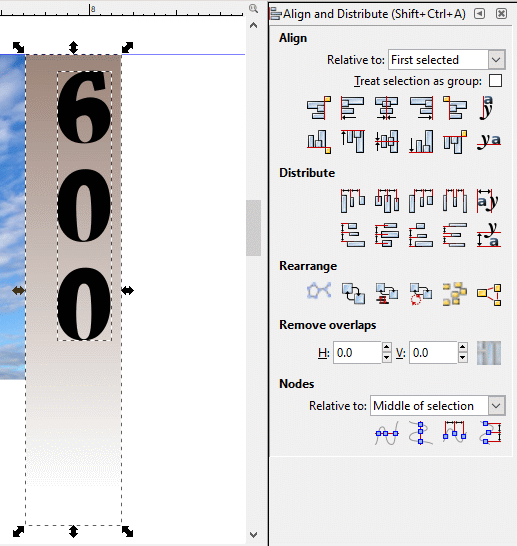 8
6
0
0
Align and Distribute (Shift+Ctrl+A)
Align
Relative to: First selected
Treat selection as group:
Distribute
Rearrange
Remove overlaps
H: 0.0 V: 0.0
Nodes
Relative to: Middle of selection